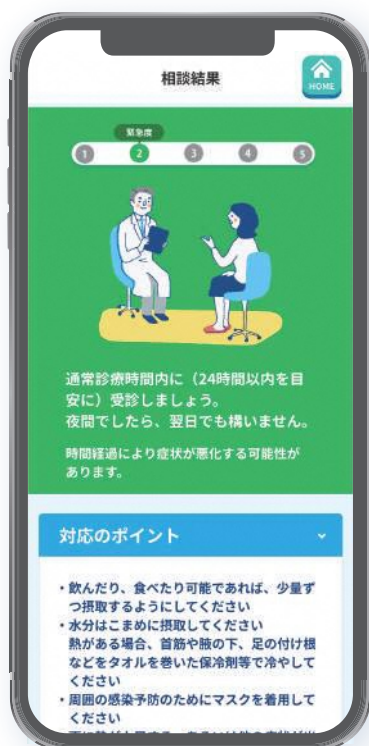 相談結果
HOME
緊急度
1 2 3 4 5
通常診療時間内に（24時間以内を目
安に）受診しましょう。
夜間でしたら、翌日でも構いません。
時間経過により症状が悪化する可能性が
あります。
対応のポイント
・飲んだり、食べたり可能であれば、少量ず
つ摂取するようにしてください
・水分はこまめに摂取してください
熱がある場合、首筋や腋の下、足の付け根
などをタオルを巻いた保冷剤等で冷やして
ください
・周囲の感染予防のためにマスクを着用して
ください